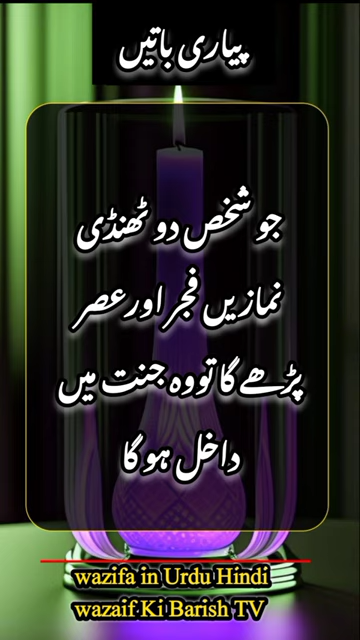 پیاری باتیں
جو شخص دو ٹھنڈی
نمازیں فجر اور عصر
پڑھے گا تو وہ جنت میں
داخل ہو گا
wazifa in Urdu Hindi
wazaif Ki Barish TV